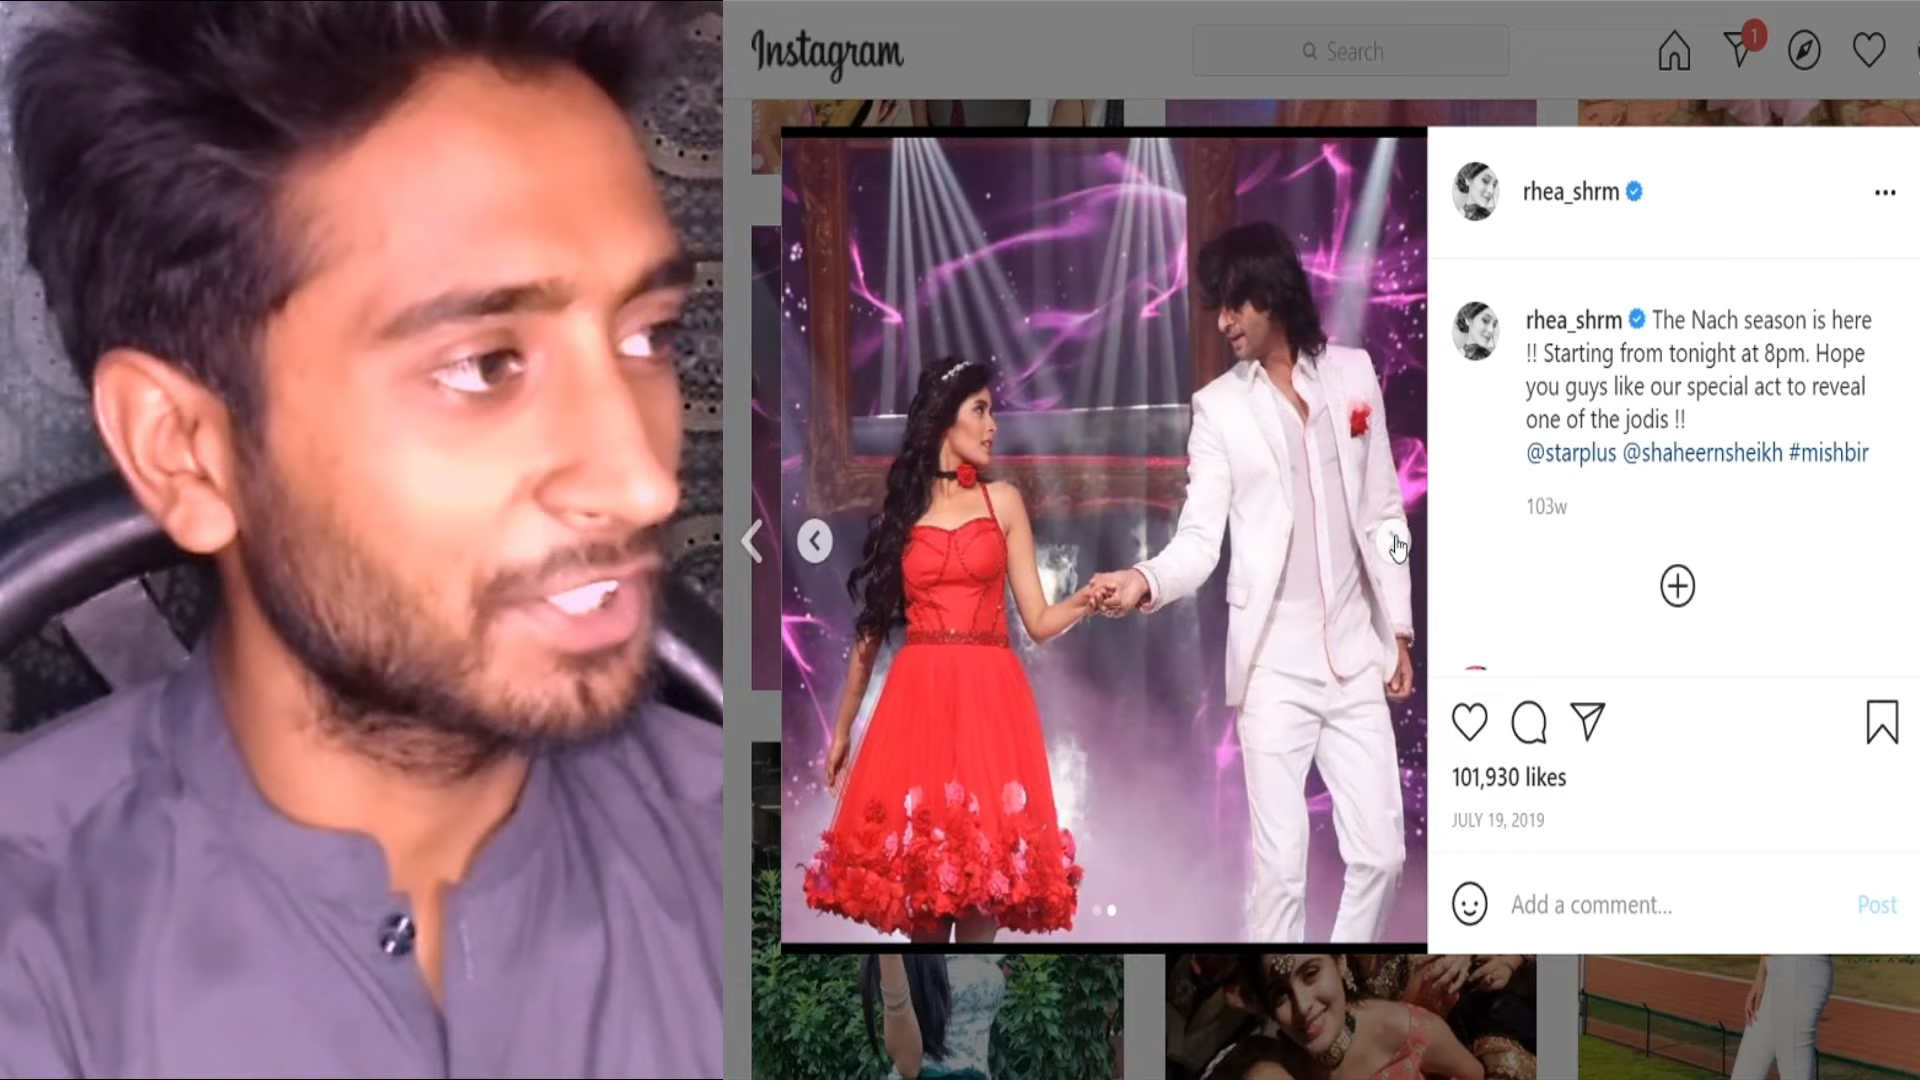 Instagram
Search
1
rhea_shrm
rhea_shrm The Nach season is here
!! Starting from tonight at 8pm. Hope
you guys like our special act to reveal
one of the jodis !!
@starplus @shaheernsheikh #mishbir
103w
101,930 likes
JULY 19, 2019
Add a comment...
Post